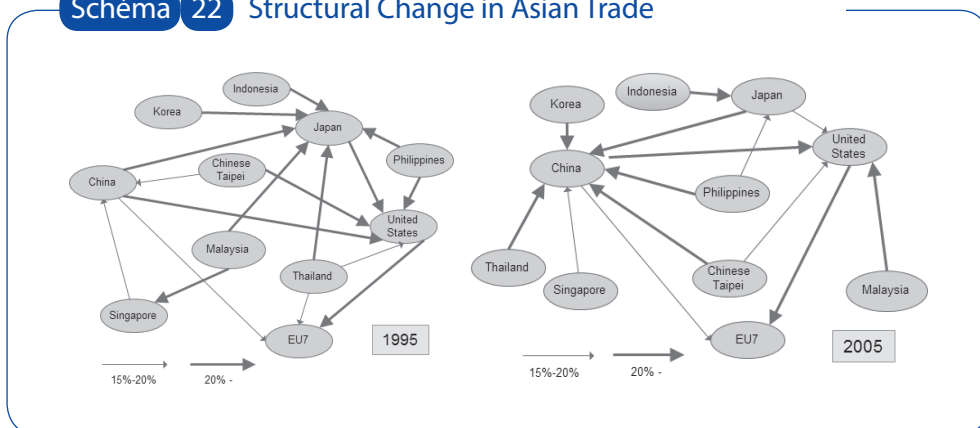 Schéma 22 Structural Change in Asian Trade
Indonesia
Korea
Japan
Philippines
Chinese
Taipei
China
United
States
Malaysia
Thailand
Singapore
EU7
1995
15%-20%
20% -
Indonesia
Japan
Korea
United
States
China
Philippines
Thailand
Chinese
Taipei
Singapore
Malaysia
EU7
2005
15%-20%
20% -